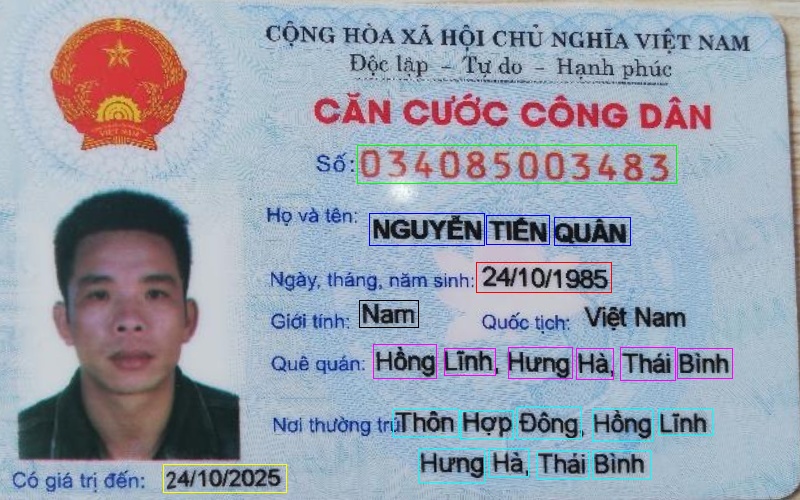 CỘNG HÒA XÃ HỘI CHỦ NGHĨA VIỆT NAM
Độc lập - Tự do - Hạnh phúc
CĂN CƯỚC CÔNG DÂN
Số: 034085003483
Họ và tên: NGUYỄN TIẾN QUÂN
Ngày, tháng, năm sinh: 24/10/1985
Giới tính: Nam Quốc tịch: Việt Nam
Quê quán: Hồng Lĩnh, Hưng Hà, Thái Bình
Nơi thường trú: Thôn Hợp Đông, Hồng Lĩnh
Hưng Hà, Thái Bình
Có giá trị đến: 24/10/2025